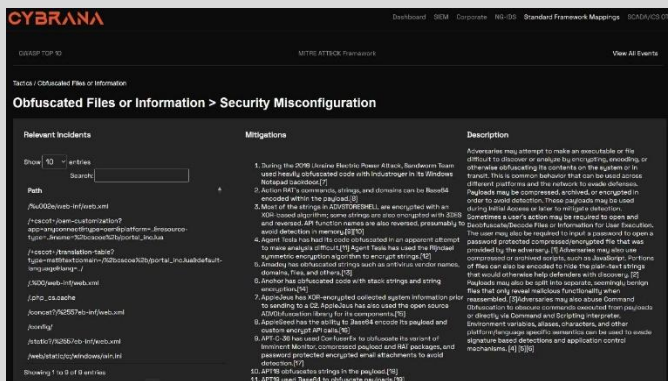 CYBRANA
Dashboard SIEM Corporate NG-IDS Standard Framework Mappings SCADA/ICS OT
OWASP TOP 10
MITRE ATT&CK Framework
View All Events
Tactics / Obfuscated Files or Information
Obfuscated Files or Information > Security Misconfiguration
Relevant Incidents
Show 10 entries
Search:
Path
/%u002e/web-inf/web.xml
/+cscot+/oem-customization?
app=anyconnect&type=oem&platform=..&resource-
type=..&name=%2bcscoe%2b/portal_inc.lua
/+cscot+/translation-table?
type=mst&textdomain=/%2bcscoe%2b/portal_inc.lua&default-
language&lang=../
/.%00/web-inf/web.xml
/.php_cs.cache
/concat?/%2557eb-inf/web.xml
/config/
/static?/%2557eb-inf/web.xml
/web/static/c:/windows/win.ini
Showing 1 to 9 of 9 entries
Mitigations
1. During the 2016 Ukraine Electric Power Attack, Sandworm Team
used heavily obfuscated code with Industroyer in its Windows
Notepad backdoor.[7]
2. Action RAT's commands, strings, and domains can be Base64
encoded within the payload.[8]
3. Most of the strings in ADVSTORESHELL are encrypted with an
XOR-based algorithm; some strings are also encrypted with 3DES
and reversed. API function names are also reversed, presumably to
avoid detection in memory.[9][10]
4. Agent Tesla has had its code obfuscated in an apparent attempt
to make analysis difficult.[11] Agent Tesla has used the Rijndael
symmetric encryption algorithm to encrypt strings.[12]
5. Amadey has obfuscated strings such as antivirus vendor names,
domains, files, and others.[13]
6. Anchor has obfuscated code with stack strings and string
encryption.[14]
7. AppleJeus has XOR-encrypted collected system information prior
to sending to a C2. AppleJeus has also used the open source
ADVObfuscation library for its components.[15]
8. AppleSeed has the ability to Base64 encode its payload and
custom encrypt API calls.[16]
9. APT-C-36 has used ConfuserEx to obfuscate its variant of
Imminent Monitor, compressed payload and RAT packages, and
password protected encrypted email attachments to avoid
detection.[17]
10. APT18 obfuscates strings in the payload.[18]
11. APT19 used Base64 to obfuscate payloads.[19]
Description
Adversaries may attempt to make an executable or file
difficult to discover or analyze by encrypting, encoding, or
otherwise obfuscating its contents on the system or in
transit. This is common behavior that can be used across
different platforms and the network to evade defenses.
Payloads may be compressed, archived, or encrypted in
order to avoid detection. These payloads may be used
during Initial Access or later to mitigate detection.
Sometimes a user's action may be required to open and
Deobfuscate/Decode Files or Information for User Execution.
The user may also be required to input a password to open a
password protected compressed/encrypted file that was
provided by the adversary. [1] Adversaries may also use
compressed or archived scripts, such as JavaScript. Portions
of files can also be encoded to hide the plain-text strings
that would otherwise help defenders with discovery. [2]
Payloads may also be split into separate, seemingly benign
files that only reveal malicious functionality when
reassembled. [3]Adversaries may also abuse Command
Obfuscation to obscure commands executed from payloads
or directly via Command and Scripting Interpreter.
Environment variables, aliases, characters, and other
platform/language specific semantics can be used to evade
signature based detections and application control
mechanisms. [4] [5][6]